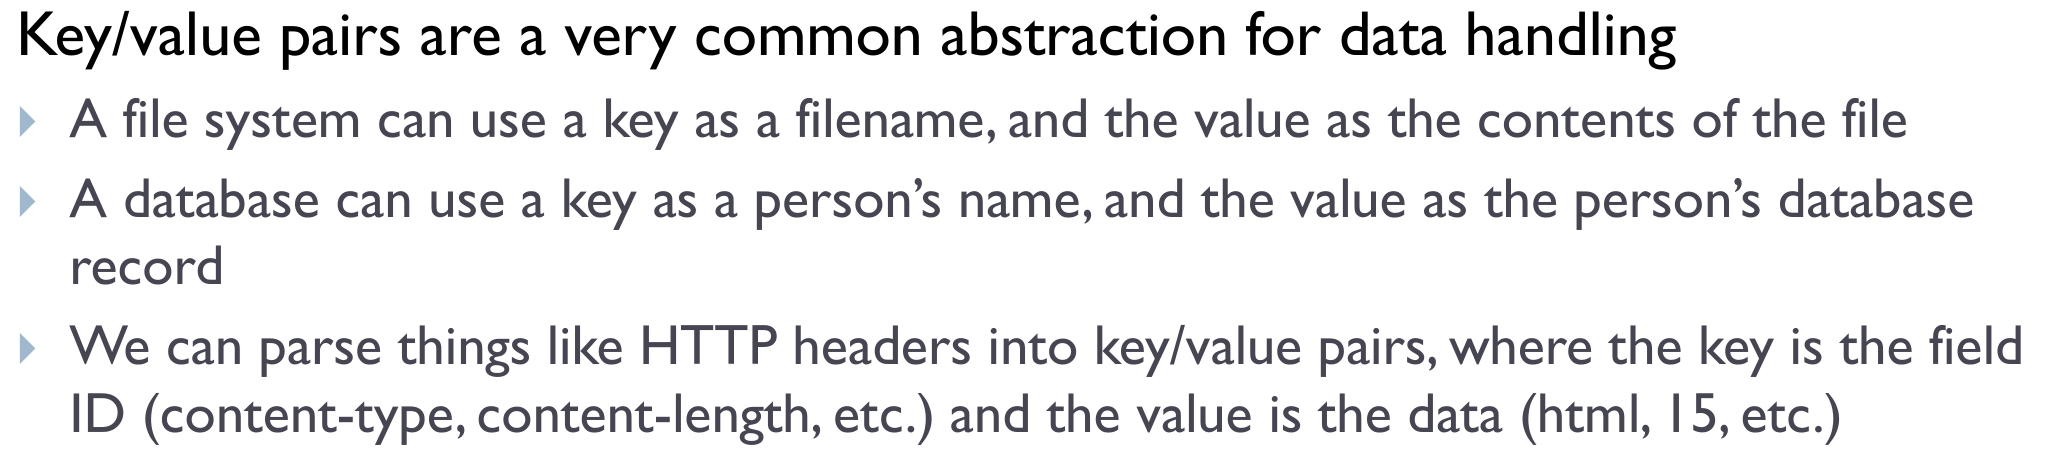 Key/value pairs are a very common abstraction for data handling
A file system can use a key as a filename, and the value as the contents of the file
A database can use a key as a person’s name, and the value as the person’s database
record
We can parse things like HTTP headers into key/value pairs, where the key is the field
ID (content-type, content-length, etc.) and the value is the data (html, 15, etc.)